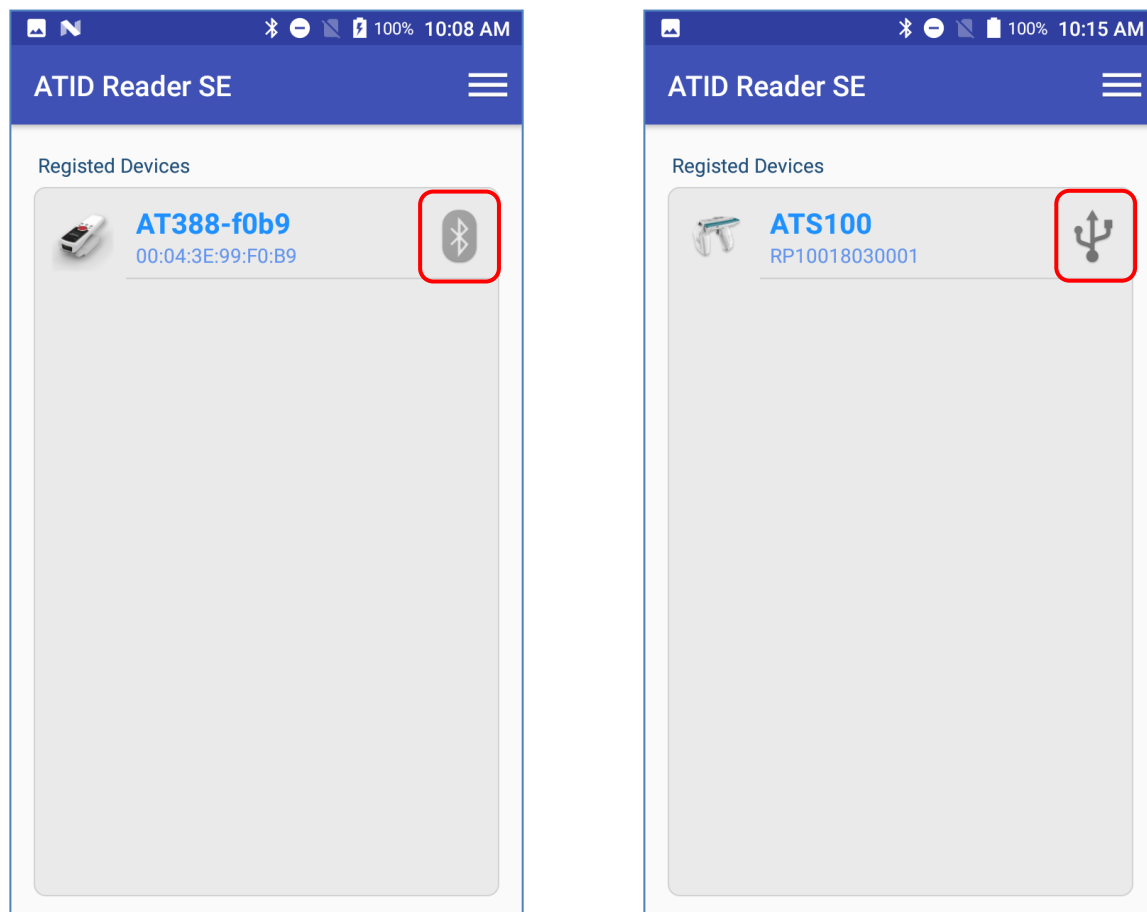 100% 10:08 AM
ATID Reader SE
Registed Devices
AT388-f0b9
00:04:3E:99:F0:B9
100% 10:15 AM
ATID Reader SE
Registed Devices
ATS100
RP10018030001